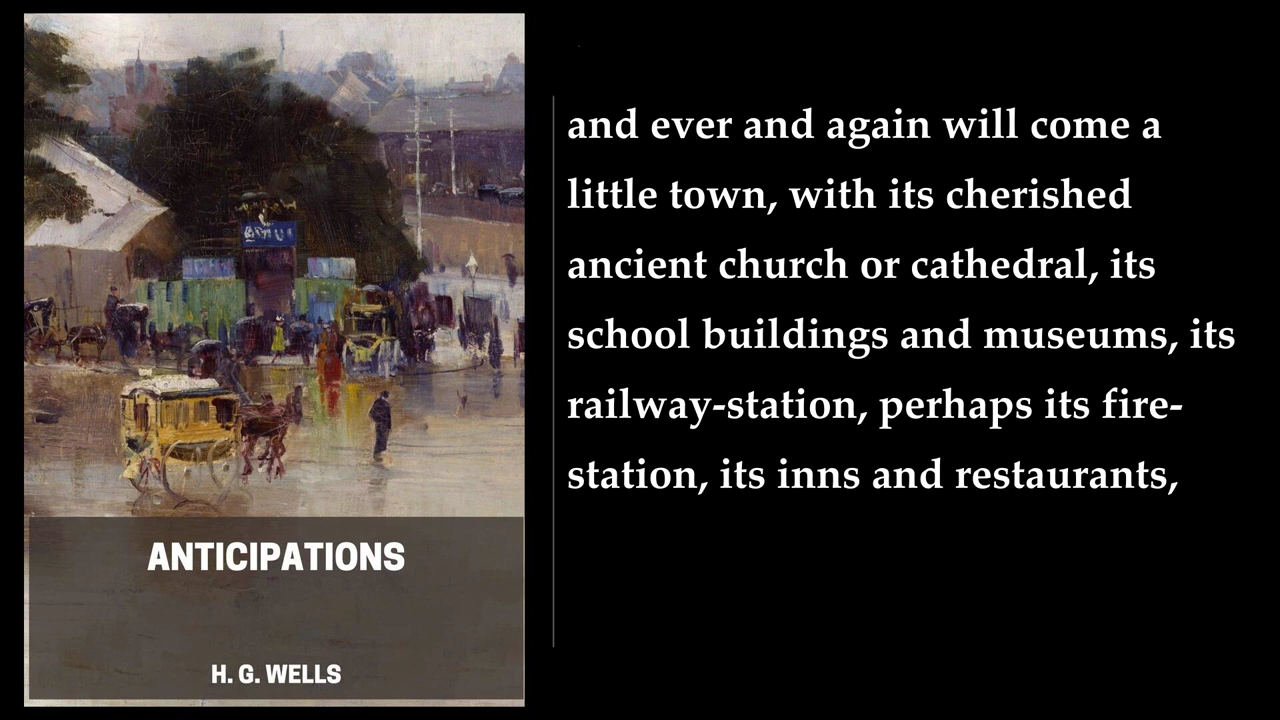 ANTICIPATIONS
H. G. WELLS
and ever and again will come a
little town, with its cherished
ancient church or cathedral, its
school buildings and museums, its
railway-station, perhaps its fire-
station, its inns and restaurants,